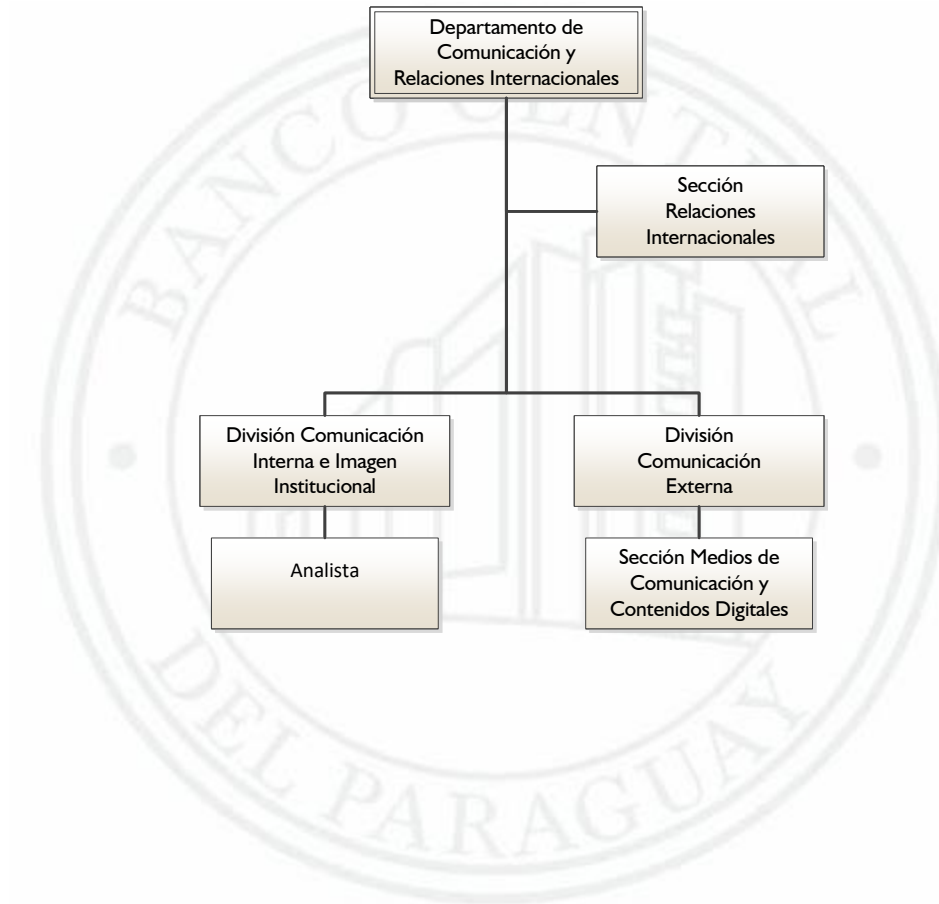 Departamento de
Comunicación y
Relaciones Internacionales
Sección
Relaciones
Internacionales
División Comunicación
Interna e Imagen
Institucional
División
Comunicación
Externa
Analista
Sección Medios de
Comunicación y
Contenidos Digitales
BANCO CENTRAL
DEL PARAGUAY